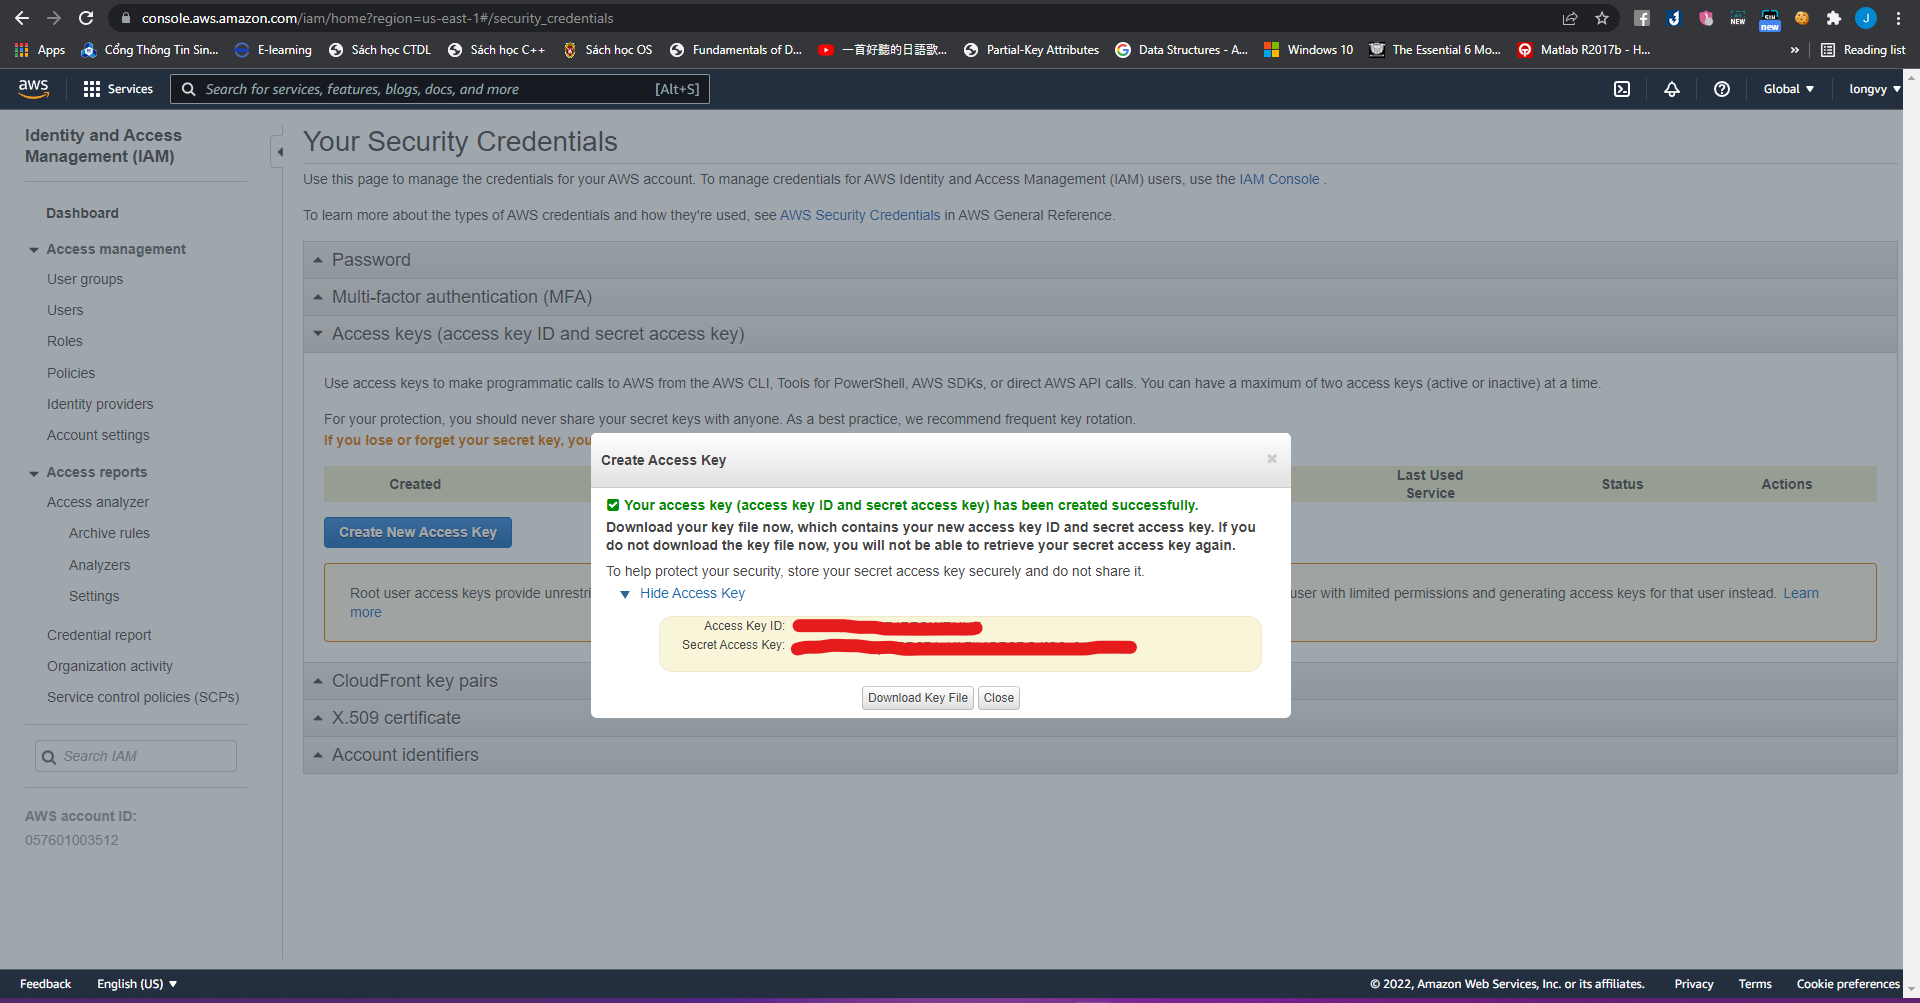 console.aws.amazon.com/iam/home?region=us-east-1#/security_credentials
Apps
Cổng Thông Tin Sin...
E-learning
Sách học CTDL
Sách học C++
Sách học OS
Fundamentals of D...
一首好聽的日語歌...
Partial-Key Attributes
Data Structures - A...
Windows 10
The Essential 6 Mo...
Matlab R2017b - H...
»
Reading list
NEW
new
J
aws
Services
Search for services, features, blogs, docs, and more
[Alt+S]
Global
longvy
Identity and Access
Management (IAM)
Dashboard
Access management
User groups
Users
Roles
Policies
Identity providers
Account settings
Access reports
Access analyzer
Archive rules
Analyzers
Settings
Credential report
Organization activity
Service control policies (SCPs)
Search IAM
AWS account ID:
057601003512
Your Security Credentials
Use this page to manage the credentials for your AWS account. To manage credentials for AWS Identity and Access Management (IAM) users, use the IAM Console .
To learn more about the types of AWS credentials and how they're used, see AWS Security Credentials in AWS General Reference.
Password
Multi-factor authentication (MFA)
Access keys (access key ID and secret access key)
Use access keys to make programmatic calls to AWS from the AWS CLI, Tools for PowerShell, AWS SDKs, or direct AWS API calls. You can have a maximum of two access keys (active or inactive) at a time.
For your protection, you should never share your secret keys with anyone. As a best practice, we recommend frequent key rotation.
If you lose or forget your secret key, you
Created
Last Used
Service
Status
Actions
Create New Access Key
Root user access keys provide unrestri
user with limited permissions and generating access keys for that user instead. Learn
more
Create Access Key
Your access key (access key ID and secret access key) has been created successfully.
Download your key file now, which contains your new access key ID and secret access key. If you
do not download the key file now, you will not be able to retrieve your secret access key again.
To help protect your security, store your secret access key securely and do not share it.
Hide Access Key
Access Key ID:
Secret Access Key:
Download Key File
Close
CloudFront key pairs
X.509 certificate
Account identifiers
Feedback
English (US)
© 2022, Amazon Web Services, Inc. or its affiliates.
Privacy
Terms
Cookie preferences